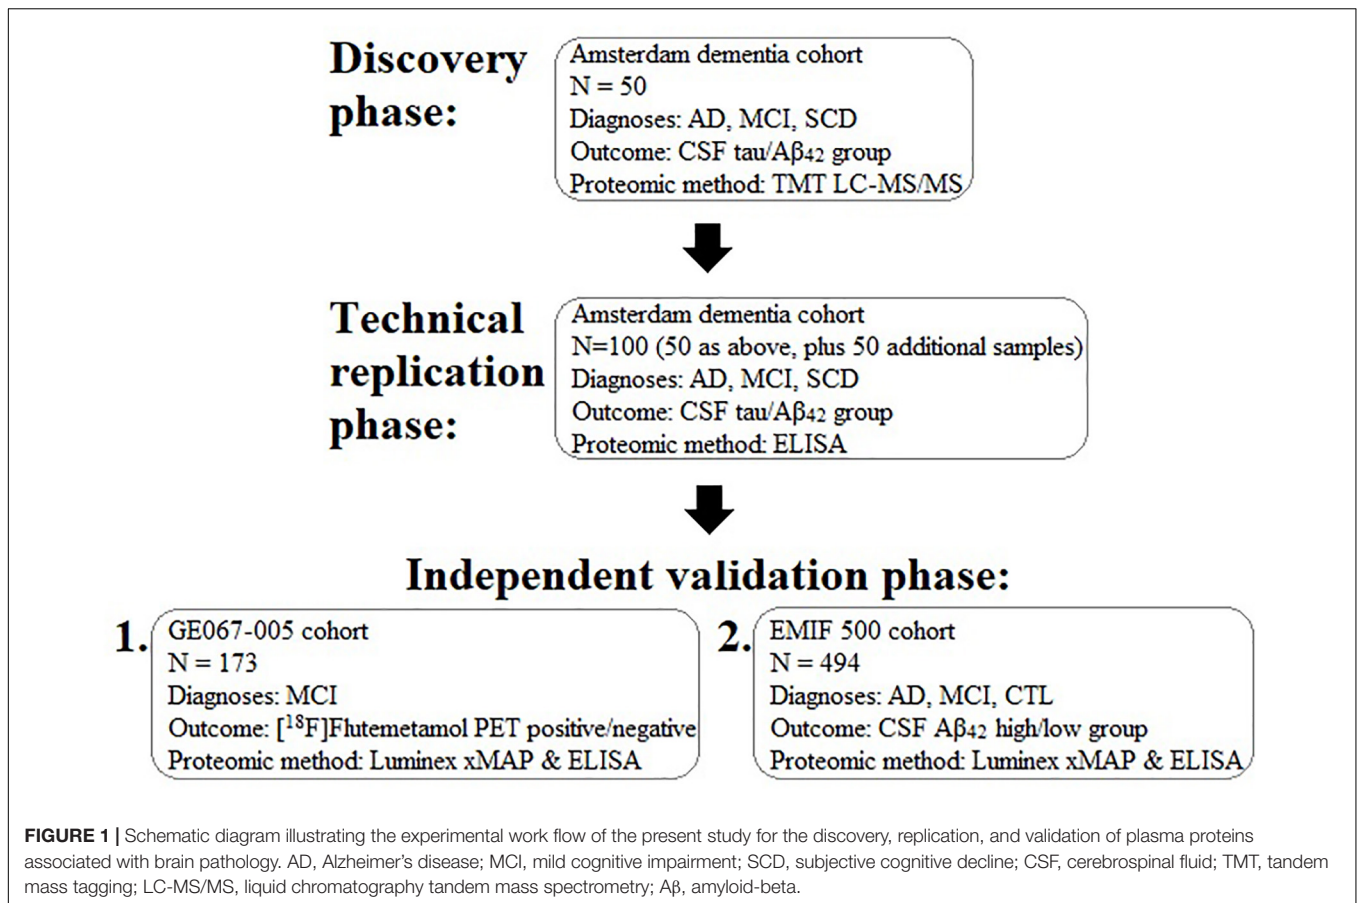 Discovery
phase:
Amsterdam dementia cohort
N = 50
Diagnoses: AD, MCI, SCD
Outcome: CSF tau/Aβ₄₂ group
Proteomic method: TMT LC-MS/MS
Technical
replication
phase:
Amsterdam dementia cohort
N=100 (50 as above, plus 50 additional samples)
Diagnoses: AD, MCI, SCD
Outcome: CSF tau/Aβ₄₂ group
Proteomic method: ELISA
Independent validation phase:
1.
GE067-005 cohort
N = 173
Diagnoses: MCI
Outcome: [¹⁸F]Flutemetamol PET positive/negative
Proteomic method: Luminex xMAP & ELISA
2.
EMIF 500 cohort
N = 494
Diagnoses: AD, MCI, CTL
Outcome: CSF Aβ₄₂ high/low group
Proteomic method: Luminex xMAP & ELISA
FIGURE 1 | Schematic diagram illustrating the experimental work flow of the present study for the discovery, replication, and validation of plasma proteins
associated with brain pathology. AD, Alzheimer's disease; MCI, mild cognitive impairment; SCD, subjective cognitive decline; CSF, cerebrospinal fluid; TMT, tandem
mass tagging; LC-MS/MS, liquid chromatography tandem mass spectrometry; Aβ, amyloid-beta.